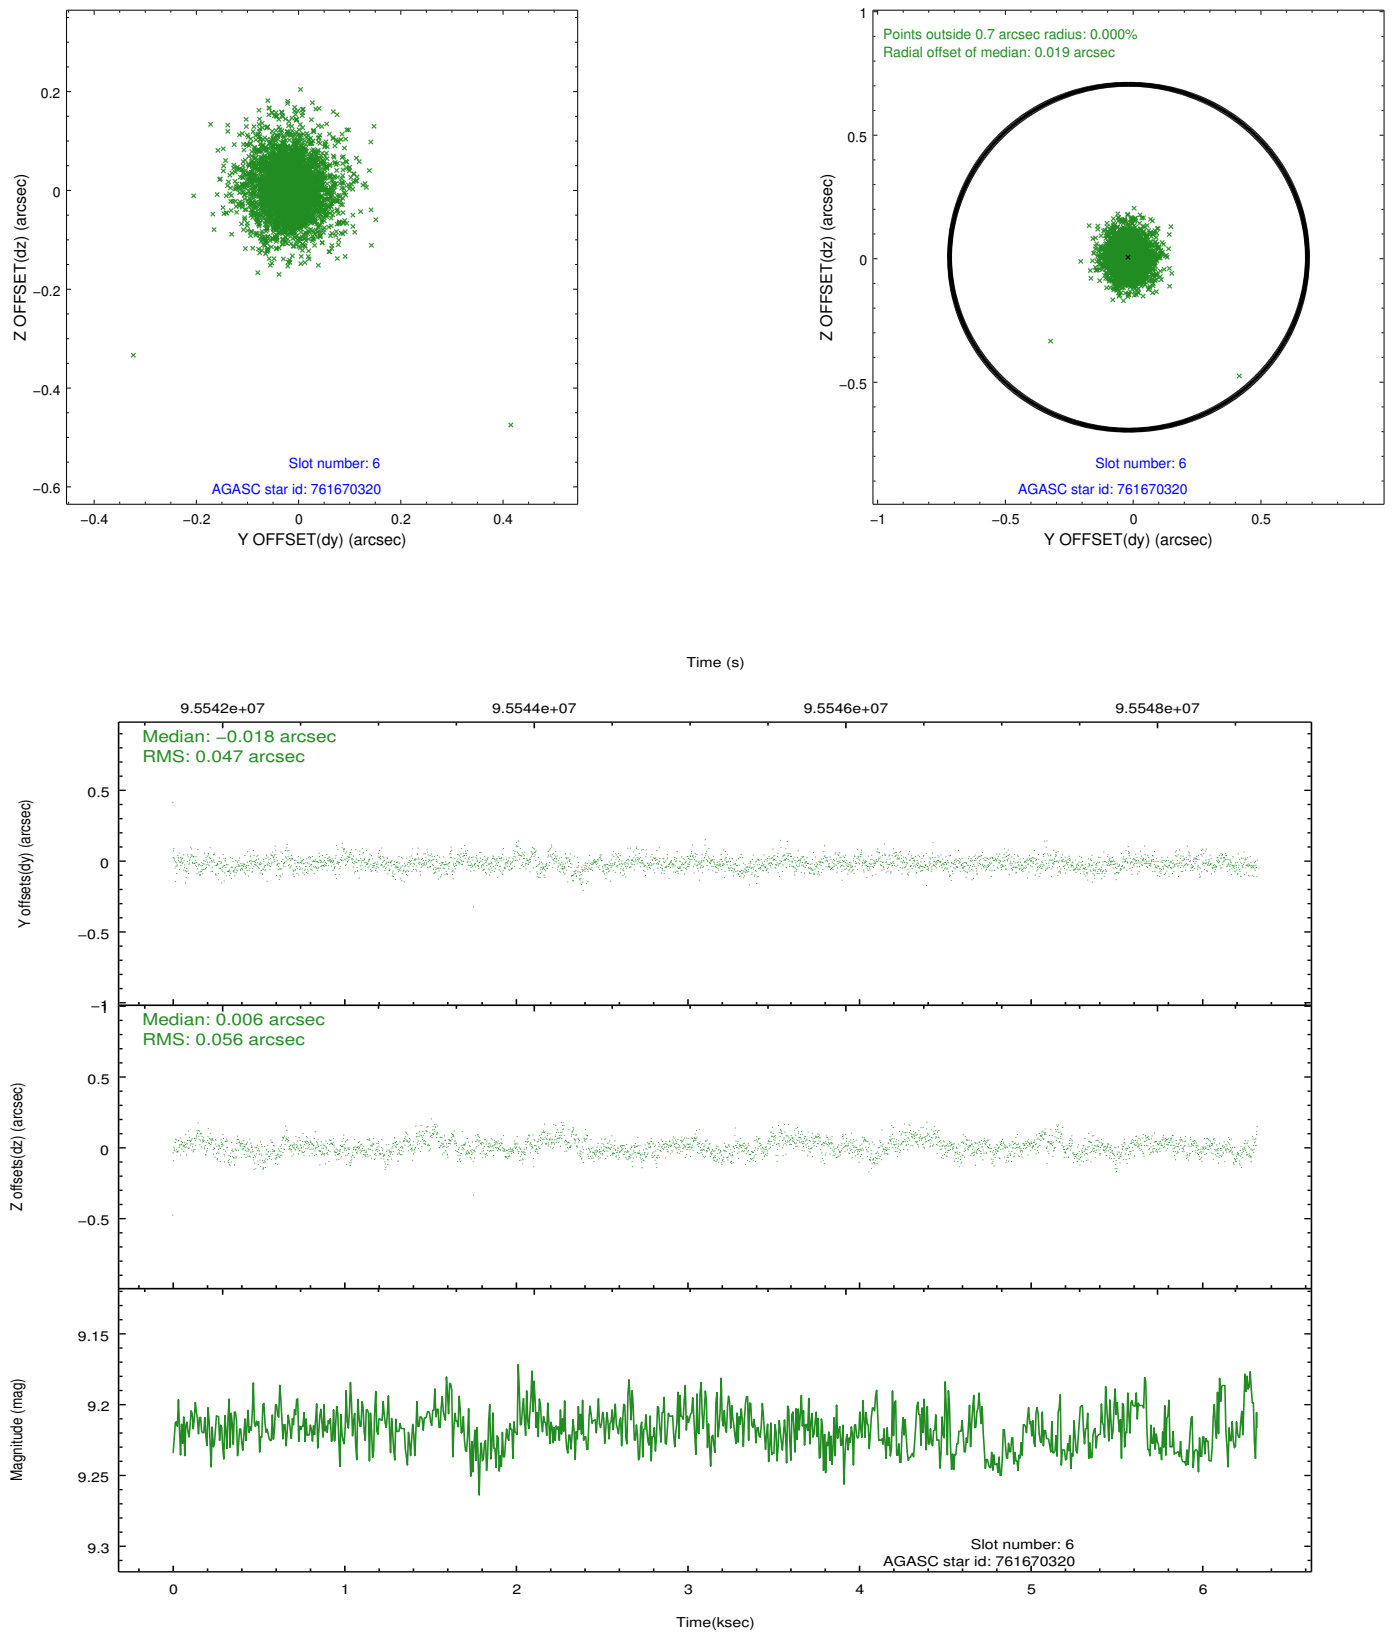 0.2
0
−0.2
−0.4
−0.6
Z OFFSET(dz) (arcsec)
Slot number: 6
AGASC star id: 761670320
−0.4 −0.2 0 0.2 0.4
Y OFFSET(dy) (arcsec)
1
0.5
0
−0.5
Z OFFSET(dz) (arcsec)
Points outside 0.7 arcsec radius: 0.000%
Radial offset of median: 0.019 arcsec
Slot number: 6
AGASC star id: 761670320
−1 −0.5 0 0.5
Y OFFSET(dy) (arcsec)
Time (s)
9.5542e+07 9.5544e+07 9.5546e+07 9.5548e+07
Median: −0.018 arcsec
RMS: 0.047 arcsec
0.5
0
−0.5
−1
Y offsets(dy) (arcsec)
Median: 0.006 arcsec
RMS: 0.056 arcsec
0.5
0
−0.5
Z offsets(dz) (arcsec)
9.15
9.2
9.25
9.3
Magnitude (mag)
Slot number: 6
AGASC star id: 761670320
0 1 2 3 4 5 6
Time(ksec)